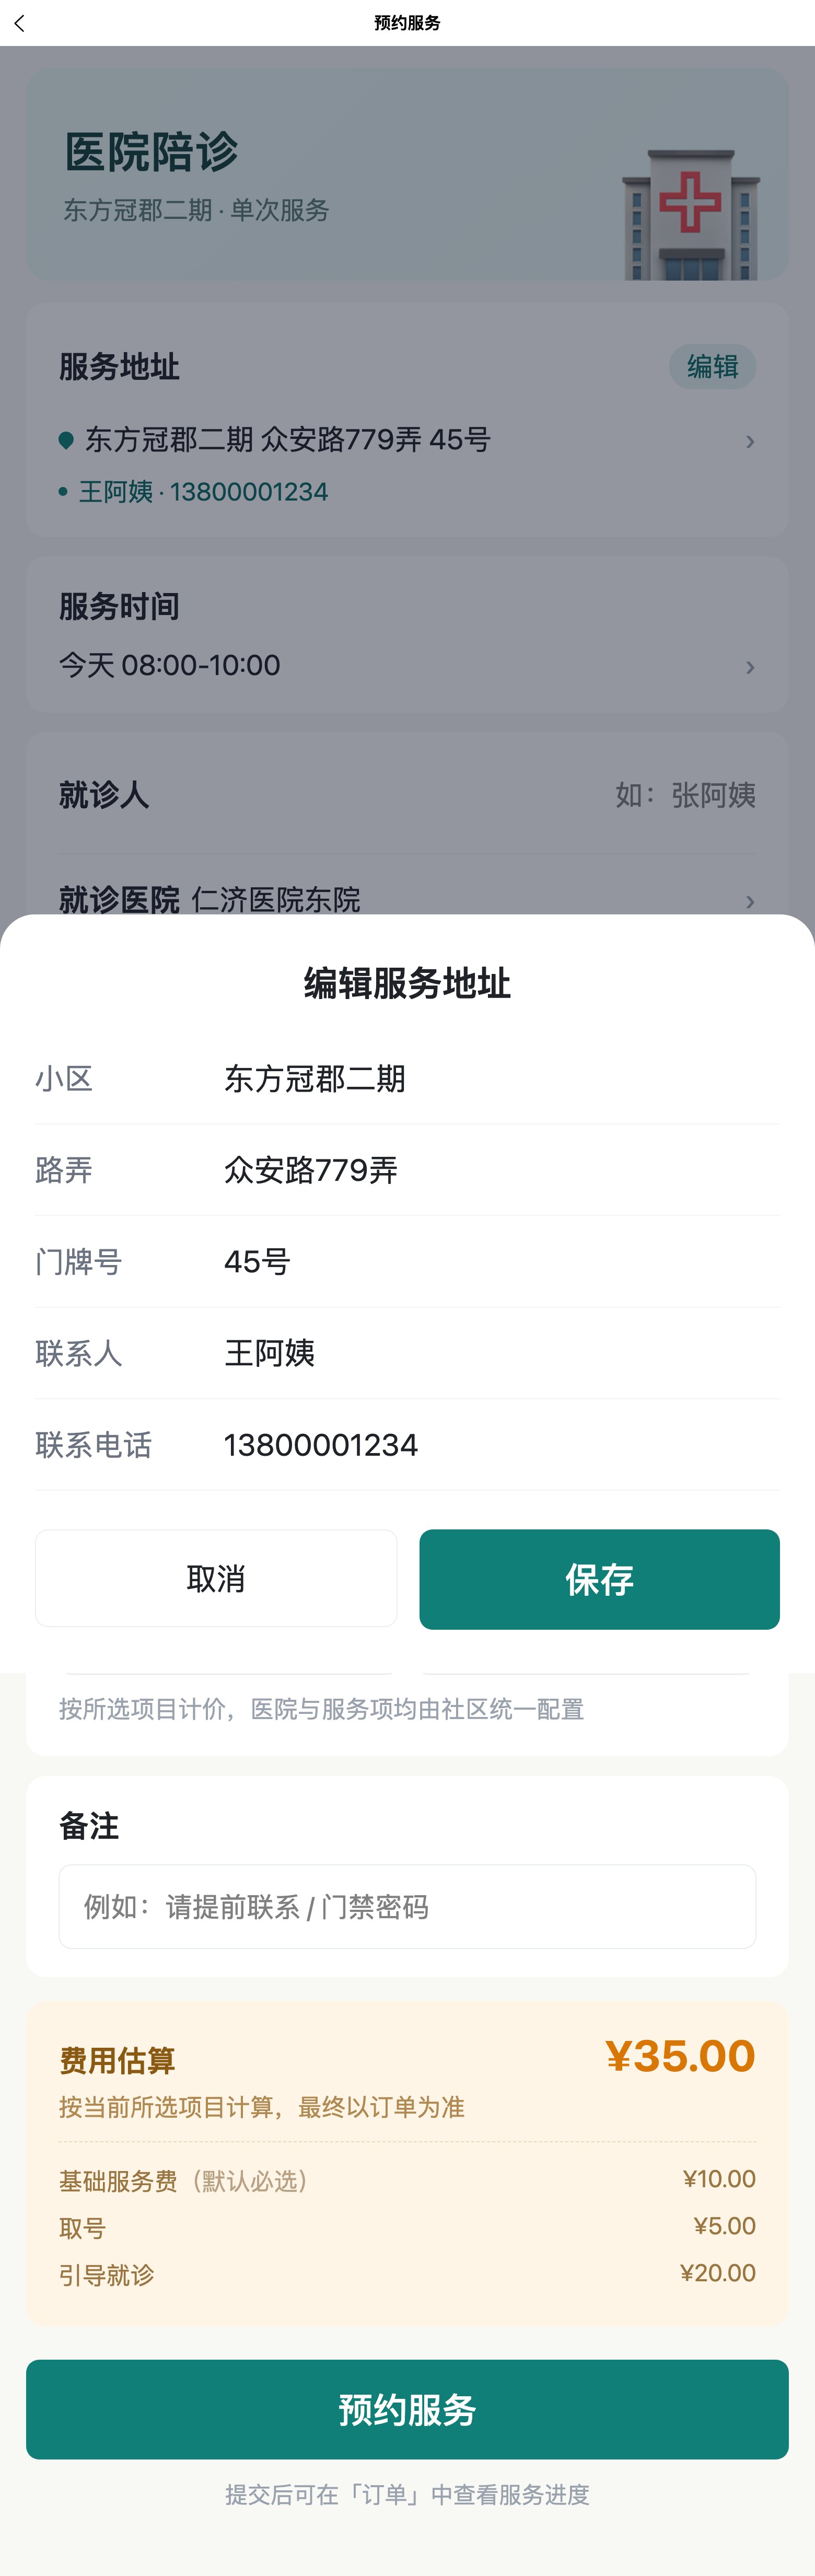 预约服务
医院陪诊
东方冠郡二期 · 单次服务
服务地址 编辑
东方冠郡二期 众安路779弄 45号
王阿姨 · 13800001234
服务时间
今天 08:00-10:00
就诊人 如：张阿姨
就诊医院 仁济医院东院
编辑服务地址
小区 东方冠郡二期
路弄 众安路779弄
门牌号 45号
联系人 王阿姨
联系电话 13800001234
取消 保存
按所选项目计价，医院与服务项均由社区统一配置
备注
例如：请提前联系 / 门禁密码
费用估算 ¥35.00
按当前所选项目计算，最终以订单为准
基础服务费（默认必选） ¥10.00
取号 ¥5.00
引导就诊 ¥20.00
预约服务
提交后可在「订单」中查看服务进度